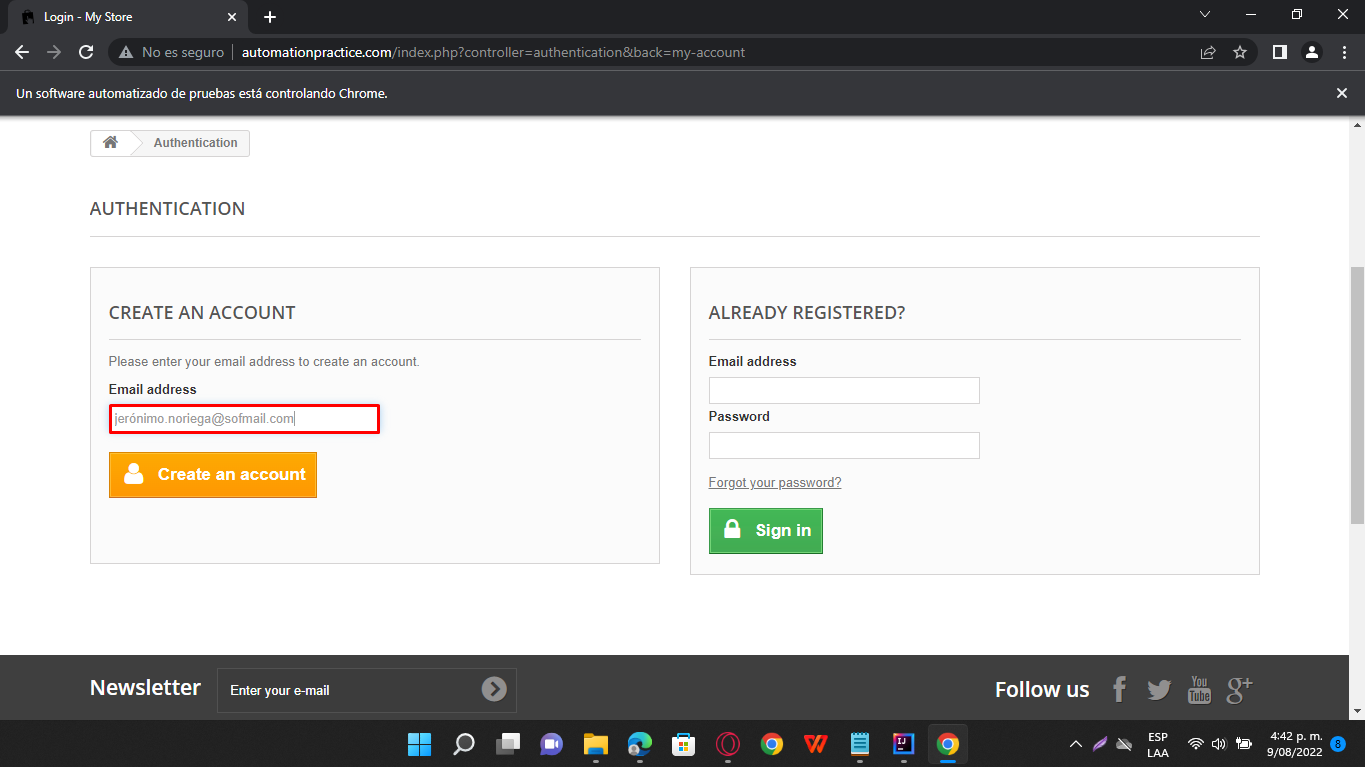 Login - My Store
No es seguro
automationpractice.com/index.php?controller=authentication&back=my-account
Un software automatizado de pruebas está controlando Chrome.
Authentication
AUTHENTICATION
CREATE AN ACCOUNT
Please enter your email address to create an account.
Email address
jerónimo.noriega@sofmail.com
Create an account
ALREADY REGISTERED?
Email address
Password
Forgot your password?
Sign in
Newsletter
Enter your e-mail
Follow us
You
Tube
ESP
LAA
4:42 p. m.
9/08/2022
8